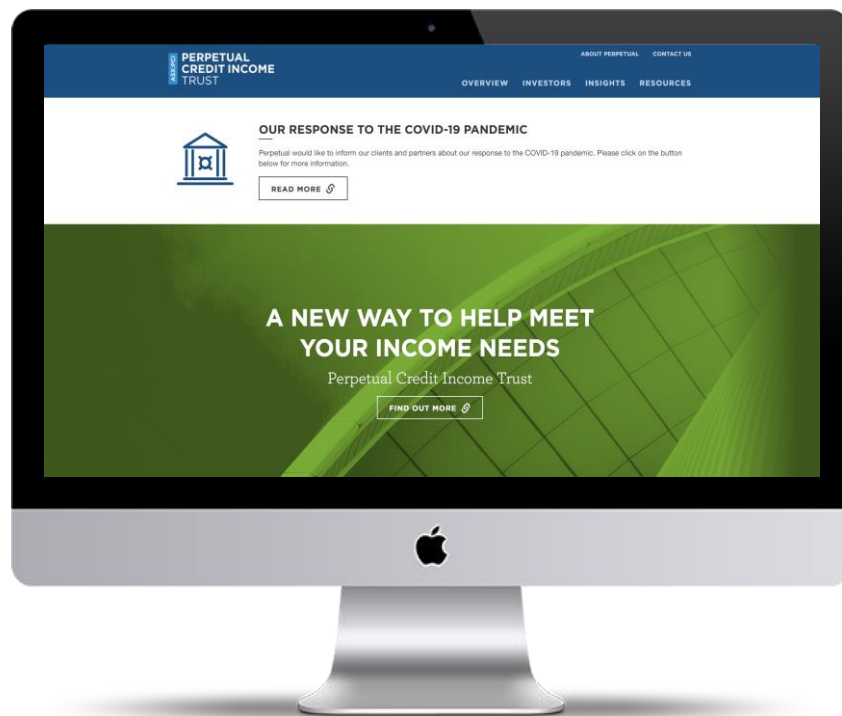 ASX:PCI
PERPETUAL
CREDIT INCOME
TRUST
ABOUT PERPETUAL CONTACT US
OVERVIEW INVESTORS INSIGHTS RESOURCES
OUR RESPONSE TO THE COVID-19 PANDEMIC
Perpetual would like to inform our clients and partners about our response to the COVID-19 pandemic. Please click on the button
below for more information.
READ MORE
A NEW WAY TO HELP MEET
YOUR INCOME NEEDS
Perpetual Credit Income Trust
FIND OUT MORE